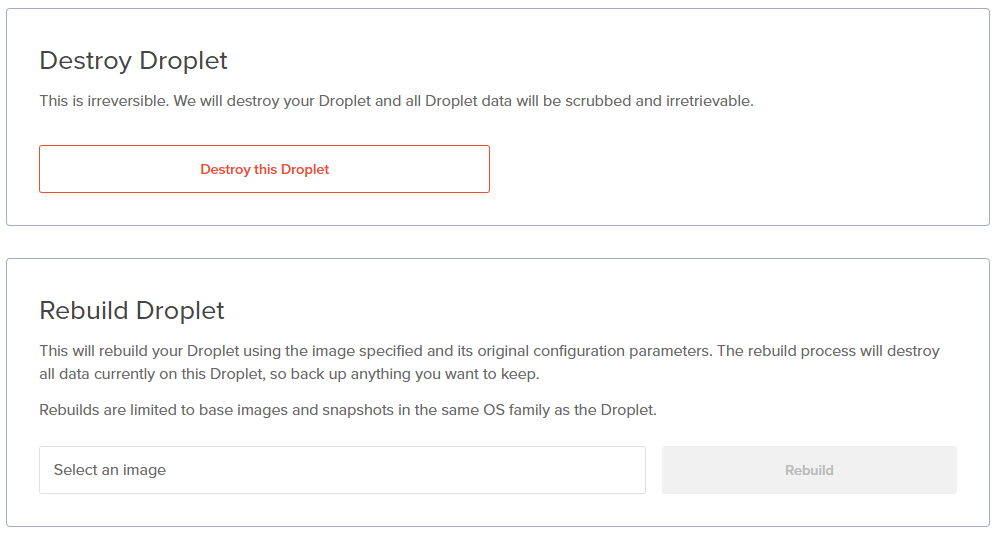 Destroy Droplet
This is irreversible. We will destroy your Droplet and all Droplet data will be scrubbed and irretrievable.
Destroy this Droplet
Rebuild Droplet
This will rebuild your Droplet using the image specified and its original configuration parameters. The rebuild process will destroy
all data currently on this Droplet, so back up anything you want to keep.
Rebuilds are limited to base images and snapshots in the same OS family as the Droplet.
Select an image
Rebuild